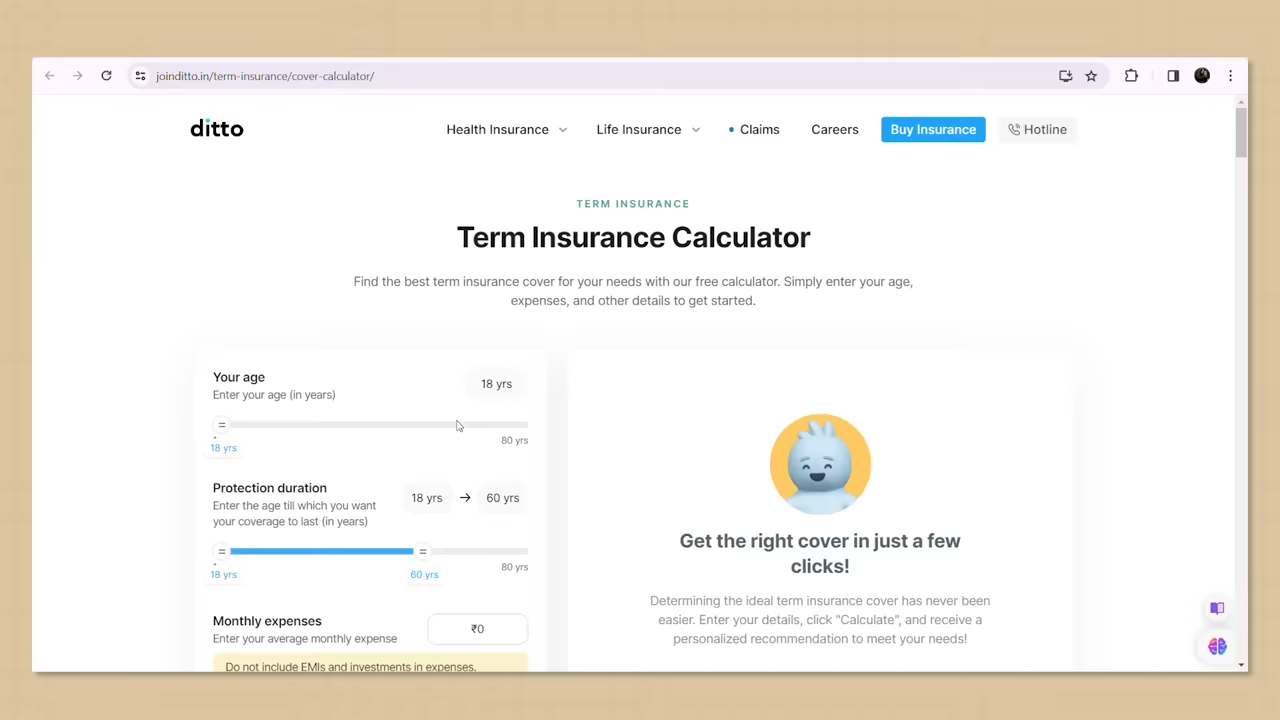 joinditto.in/term-insurance/cover-calculator/
ditto
Health Insurance
Life Insurance
Claims
Careers
Buy Insurance
Hotline
TERM INSURANCE
Term Insurance Calculator
Find the best term insurance cover for your needs with our free calculator. Simply enter your age,
expenses, and other details to get started.
Your age
18 yrs
Enter your age (in years)
80 yrs
18 yrs
Protection duration
Enter the age till which you want
your coverage to last (in years)
18 yrs → 60 yrs
80 yrs
18 yrs
60 yrs
Monthly expenses
Enter your average monthly expense
₹0
Do not include EMIs and investments in expenses.
Get the right cover in just a few
clicks!
Determining the ideal term insurance cover has never been
easier. Enter your details, click "Calculate", and receive a
personalized recommendation to meet your needs!